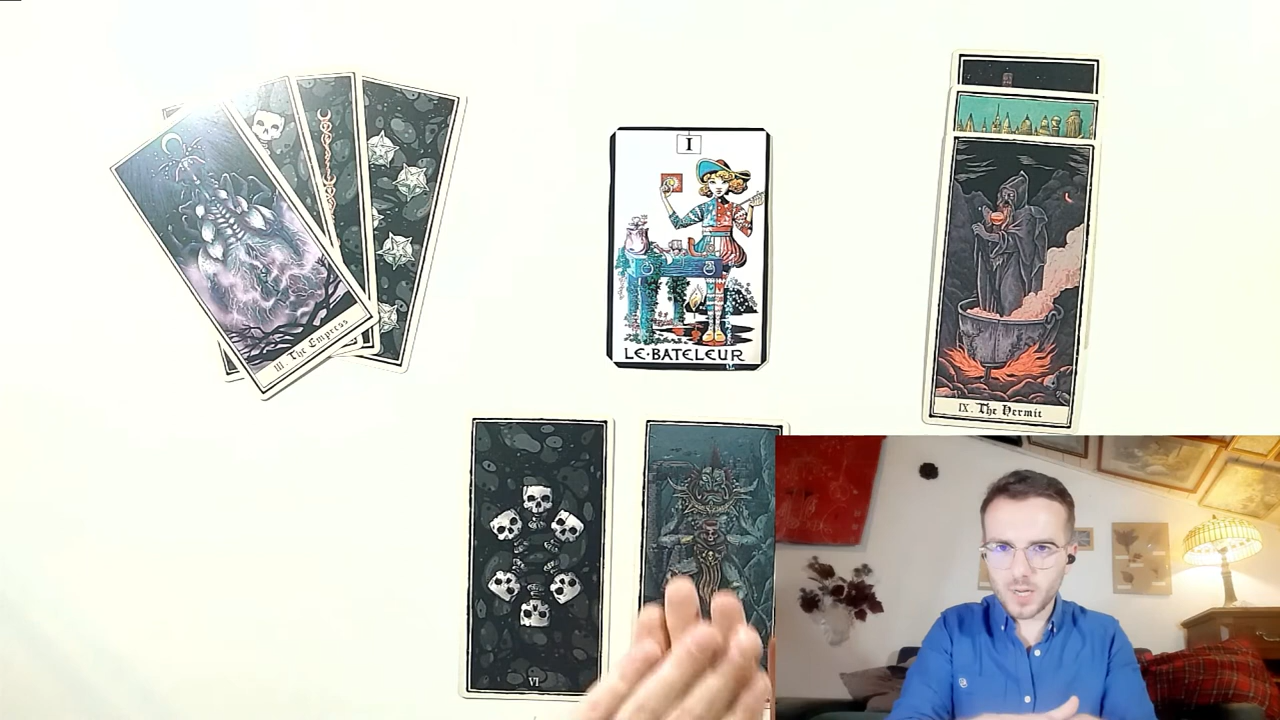 III. The Empress
I
LE·BATELEUR
IX. The Hermit
VI